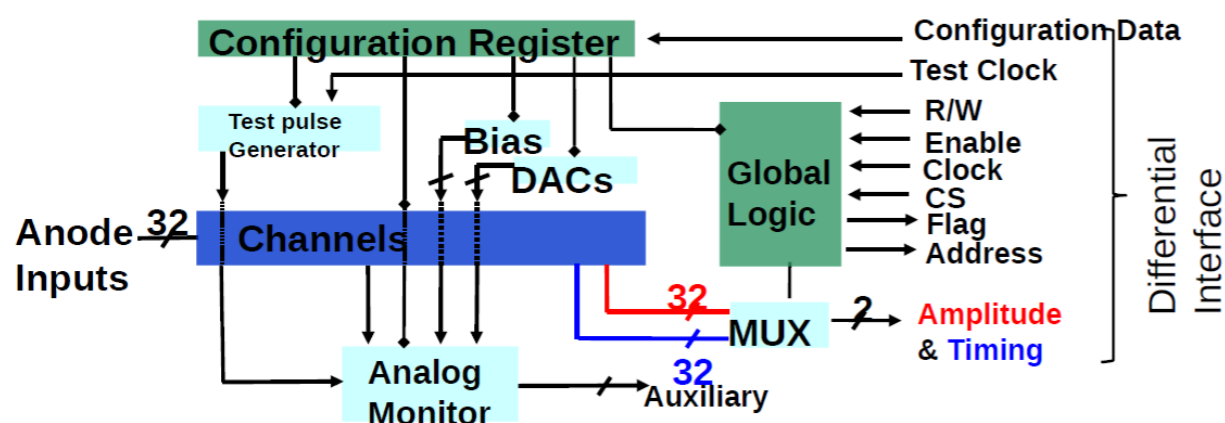 Configuration Register
Configuration Data
Test Clock
Test pulse
Generator
Bias
DACs
Global
Logic
R/W
Enable
Clock
CS
Flag
Address
Differential
Interface
Anode
Inputs
32
Channels
32
32
MUX
2
Amplitude
& Timing
Analog
Monitor
Auxiliary